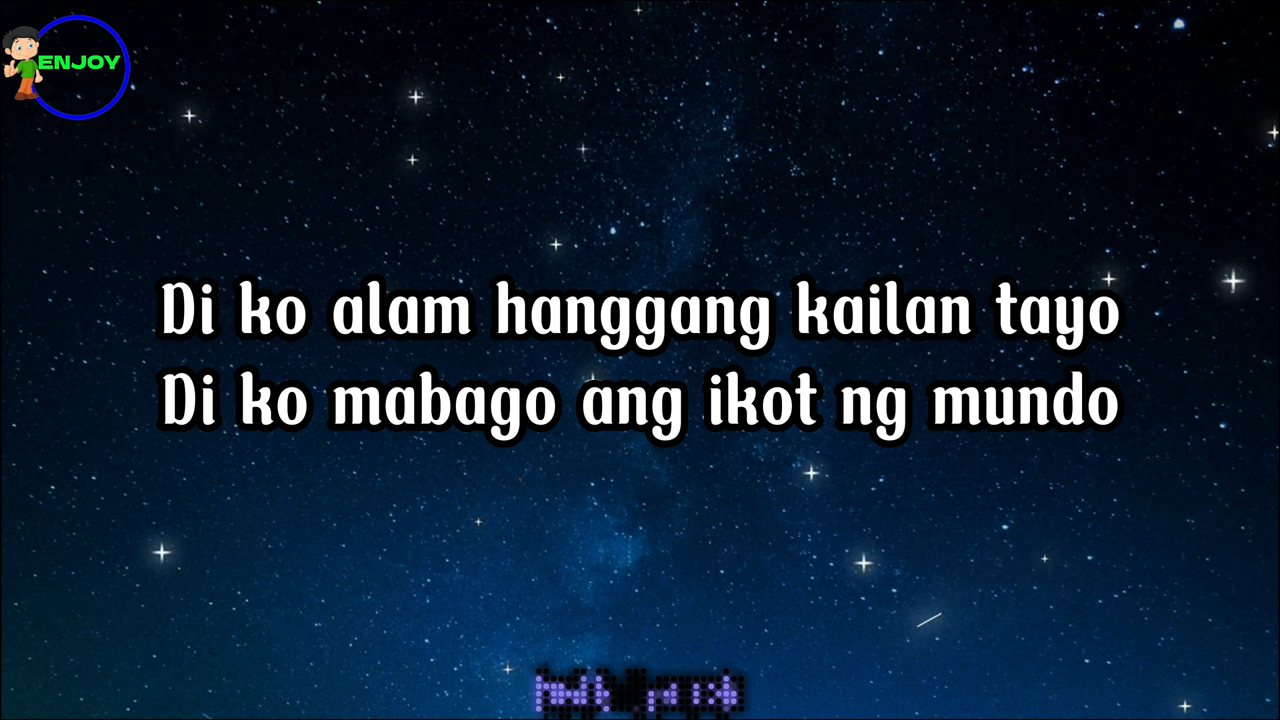 ENJOY
Di ko alam hanggang kailan tayo
Di ko mabago ang ikot ng mundo